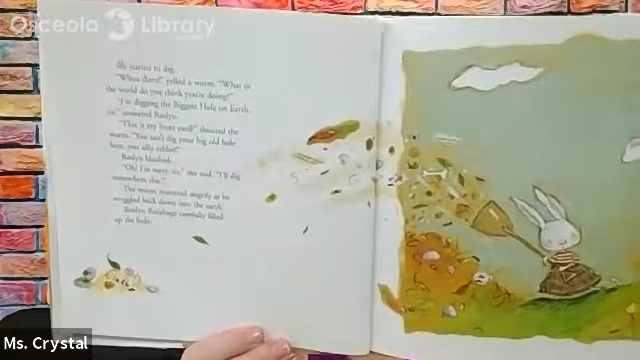 Osceola Library
She started to dig.
"Whoa there!" yelled a worm. "What in
the world do you think you're doing?"
"I'm digging the Biggest Hole on Earth,
sir," answered Roslyn.
"This is my front yard!" shouted the
worm. "You can't dig your big old hole
here, you silly rabbit!"
Roslyn blushed.
"Oh! I'm sorry, sir," she said. "I'll dig
somewhere else."
The worm muttered angrily as he
wriggled back down into the earth.
Roslyn Rutabaga carefully filled
up the hole.
Ms. Crystal